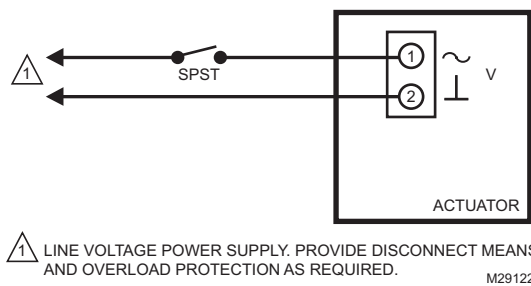 1
SPST
1
2
V
ACTUATOR
1 LINE VOLTAGE POWER SUPPLY. PROVIDE DISCONNECT MEANS
AND OVERLOAD PROTECTION AS REQUIRED.
M29122